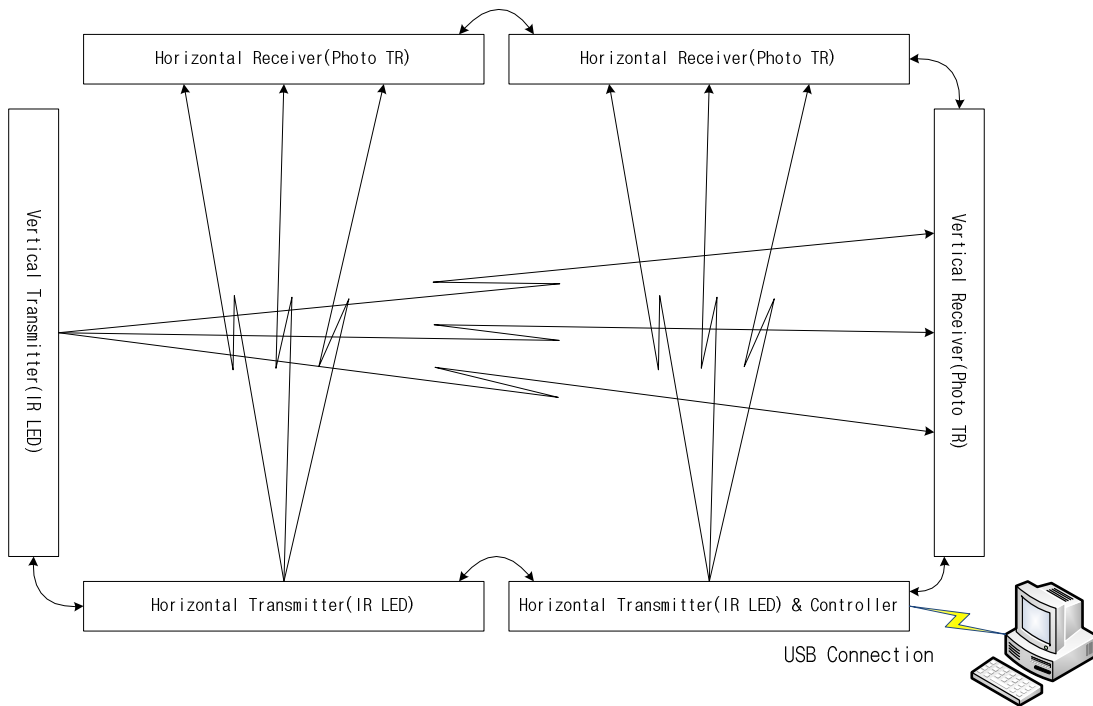 Horizontal Receiver(Photo TR)
Horizontal Receiver(Photo TR)
Vertical Transmitter(IR LED)
Vertical Receiver(Photo TR)
Horizontal Transmitter(IR LED)
Horizontal Transmitter(IR LED) & Controller
USB Connection